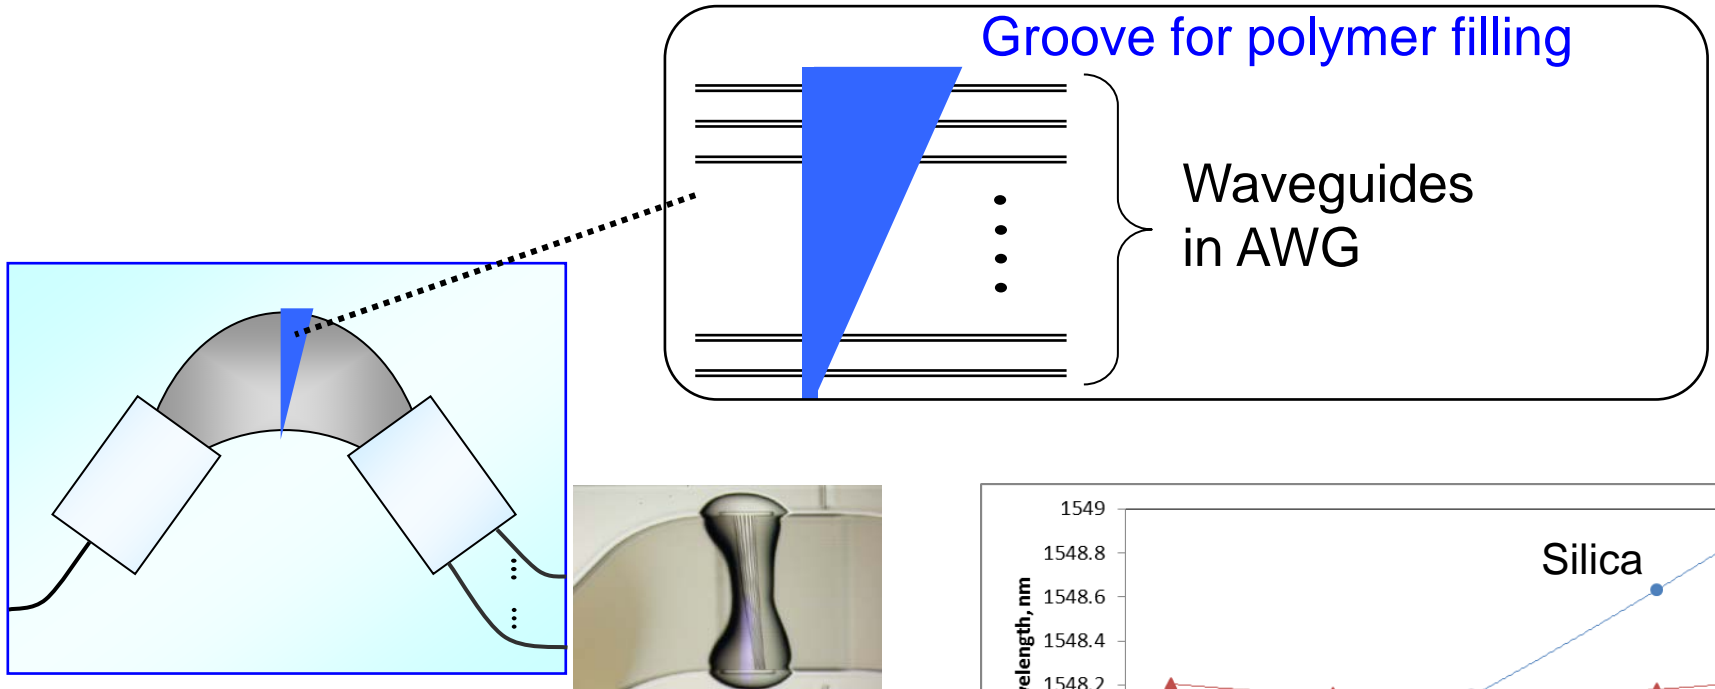 Groove for polymer filling
Waveguides
in AWG
1549
1548.8
1548.6
1548.4
1548.2
Silica